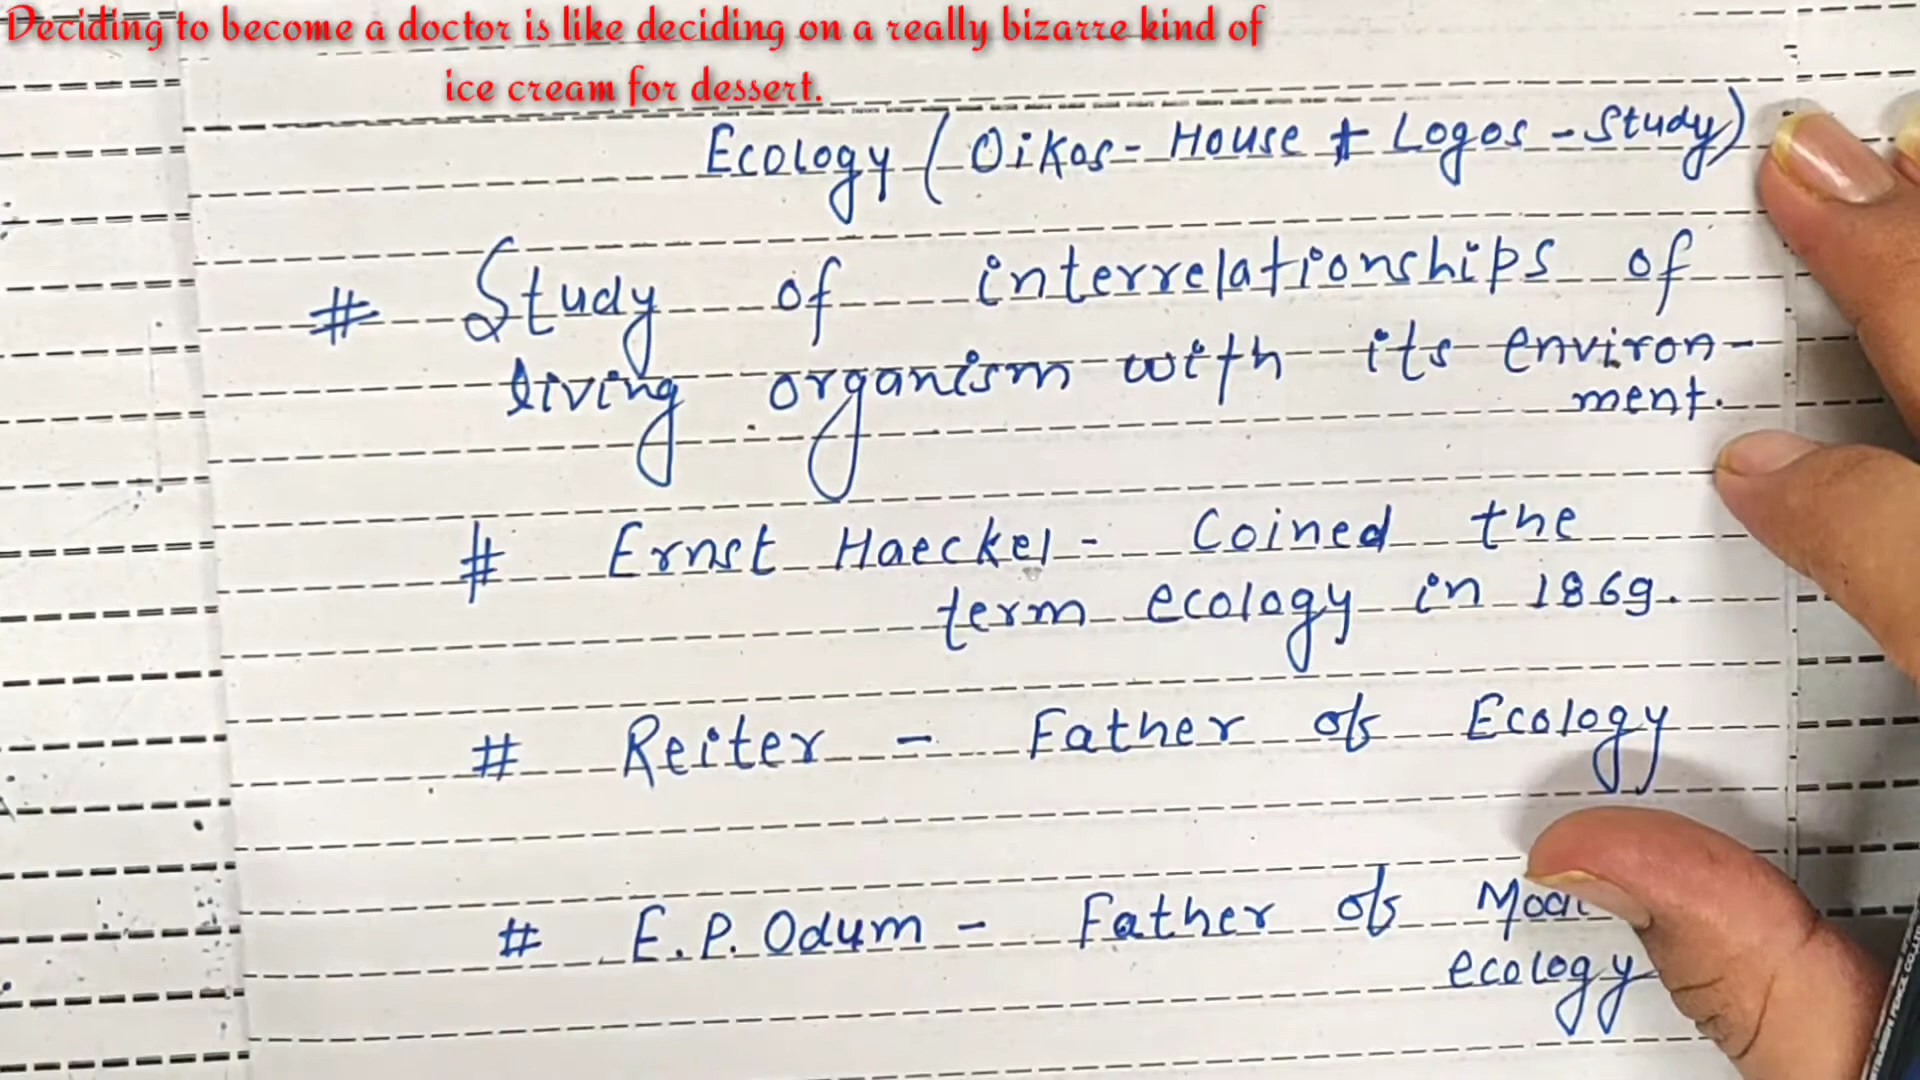 Deciding to become a doctor is like deciding on a really bizarre kind of
ice cream for dessert.
Ecology (Oikos - House + Logos - Study)
# Study of interrelationships of
living organism with its environ-
ment.
# Ernst Haeckel - Coined the
term ecology in 1869.
# Reiter - Father of Ecology
# E.P. Odum - Father of
ecology